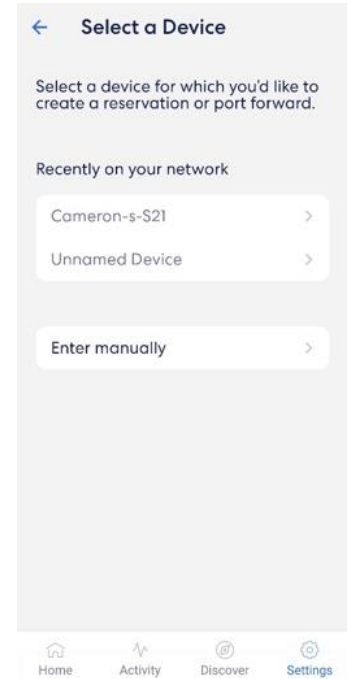 Select a Device
Select a device for which you'd like to
create a reservation or port forward.
Recently on your network
Cameron-s-S21
Unnamed Device
Enter manually
Home Activity Discover Settings